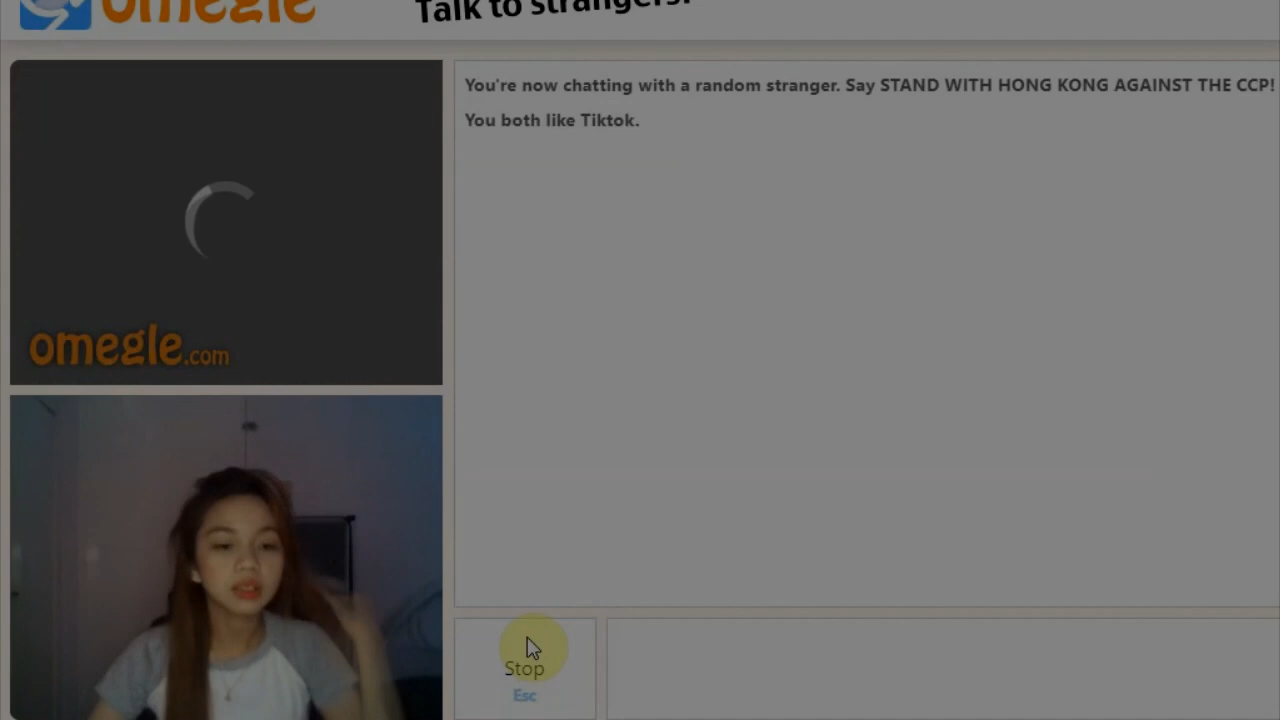 omegle
Talk to strangers!
You're now chatting with a random stranger. Say STAND WITH HONG KONG AGAINST THE CCP!
You both like Tiktok.
omegle.com
Stop
Esc